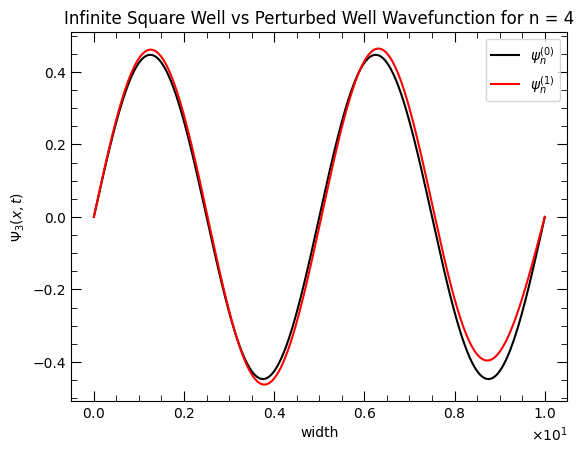 Infinite Square Well vs Perturbed Well Wavefunction for n = 4
ψₙ⁽⁰⁾
ψₙ⁽¹⁾
Ψ₃(x, t)
0.4
0.2
0.0
−0.2
−0.4
0.0 0.2 0.4 0.6 0.8 1.0
width
×10¹